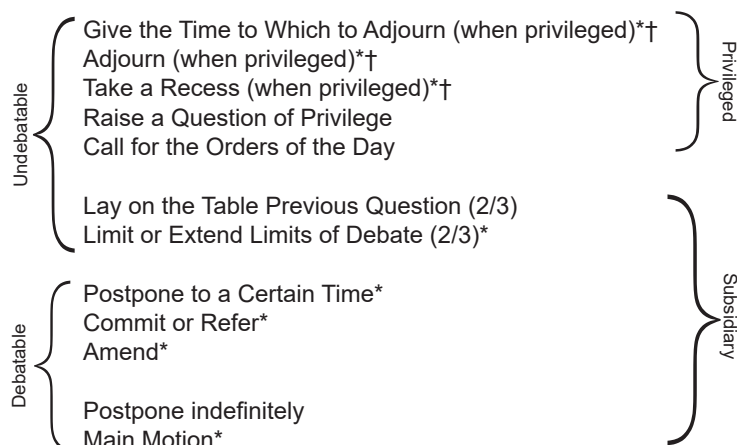 Give the Time to Which to Adjourn (when privileged)*†
Adjourn (when privileged)*†
Take a Recess (when privileged)*†
Raise a Question of Privilege
Call for the Orders of the Day
Undebatable
Privileged
Lay on the Table Previous Question (2/3)
Limit or Extend Limits of Debate (2/3)*
Postpone to a Certain Time*
Commit or Refer*
Amend*
Debatable
Subsidiary
Postpone indefinitely
Main Motion*